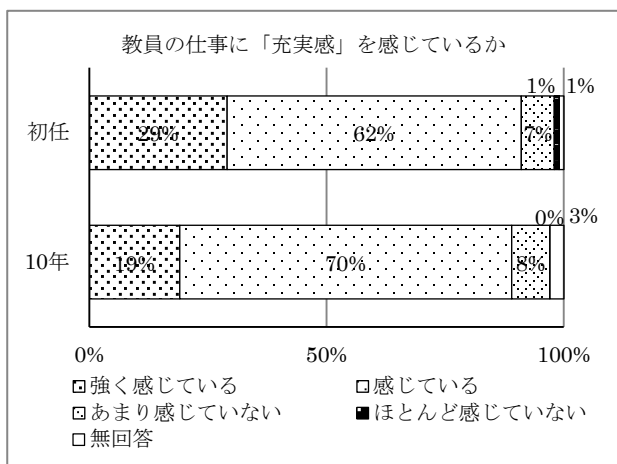 教員の仕事に「充実感」を感じているか
1% 1%
初任 29% 62% 7%
0% 3%
10年 19% 70% 8%
0% 50% 100%
強く感じている 感じている
あまり感じていない ほとんど感じていない
無回答